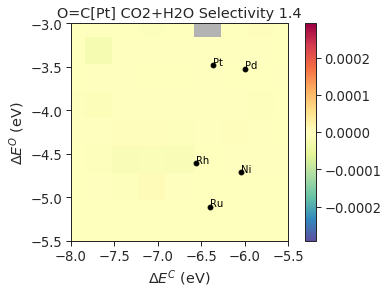 O=C[Pt] CO2+H2O Selectivity 1.4
−3.0
−3.5
−4.0
−4.5
−5.0
−5.5
ΔE^O (eV)
Pt
Pd
Rh
Ni
Ru
−8.0 −7.5 −7.0 −6.5 −6.0 −5.5
ΔE^C (eV)
0.0002
0.0001
0.0000
−0.0001
−0.0002